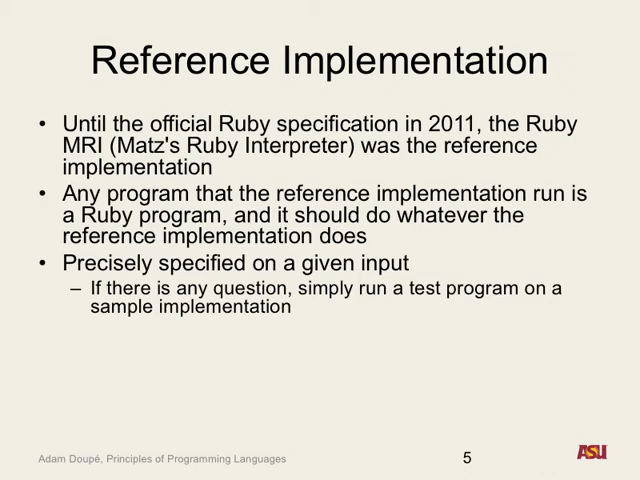 Reference Implementation
• Until the official Ruby specification in 2011, the Ruby
MRI (Matz's Ruby Interpreter) was the reference
implementation
• Any program that the reference implementation run is
a Ruby program, and it should do whatever the
reference implementation does
• Precisely specified on a given input
– If there is any question, simply run a test program on a
sample implementation
Adam Doupé, Principles of Programming Languages
5
ASU